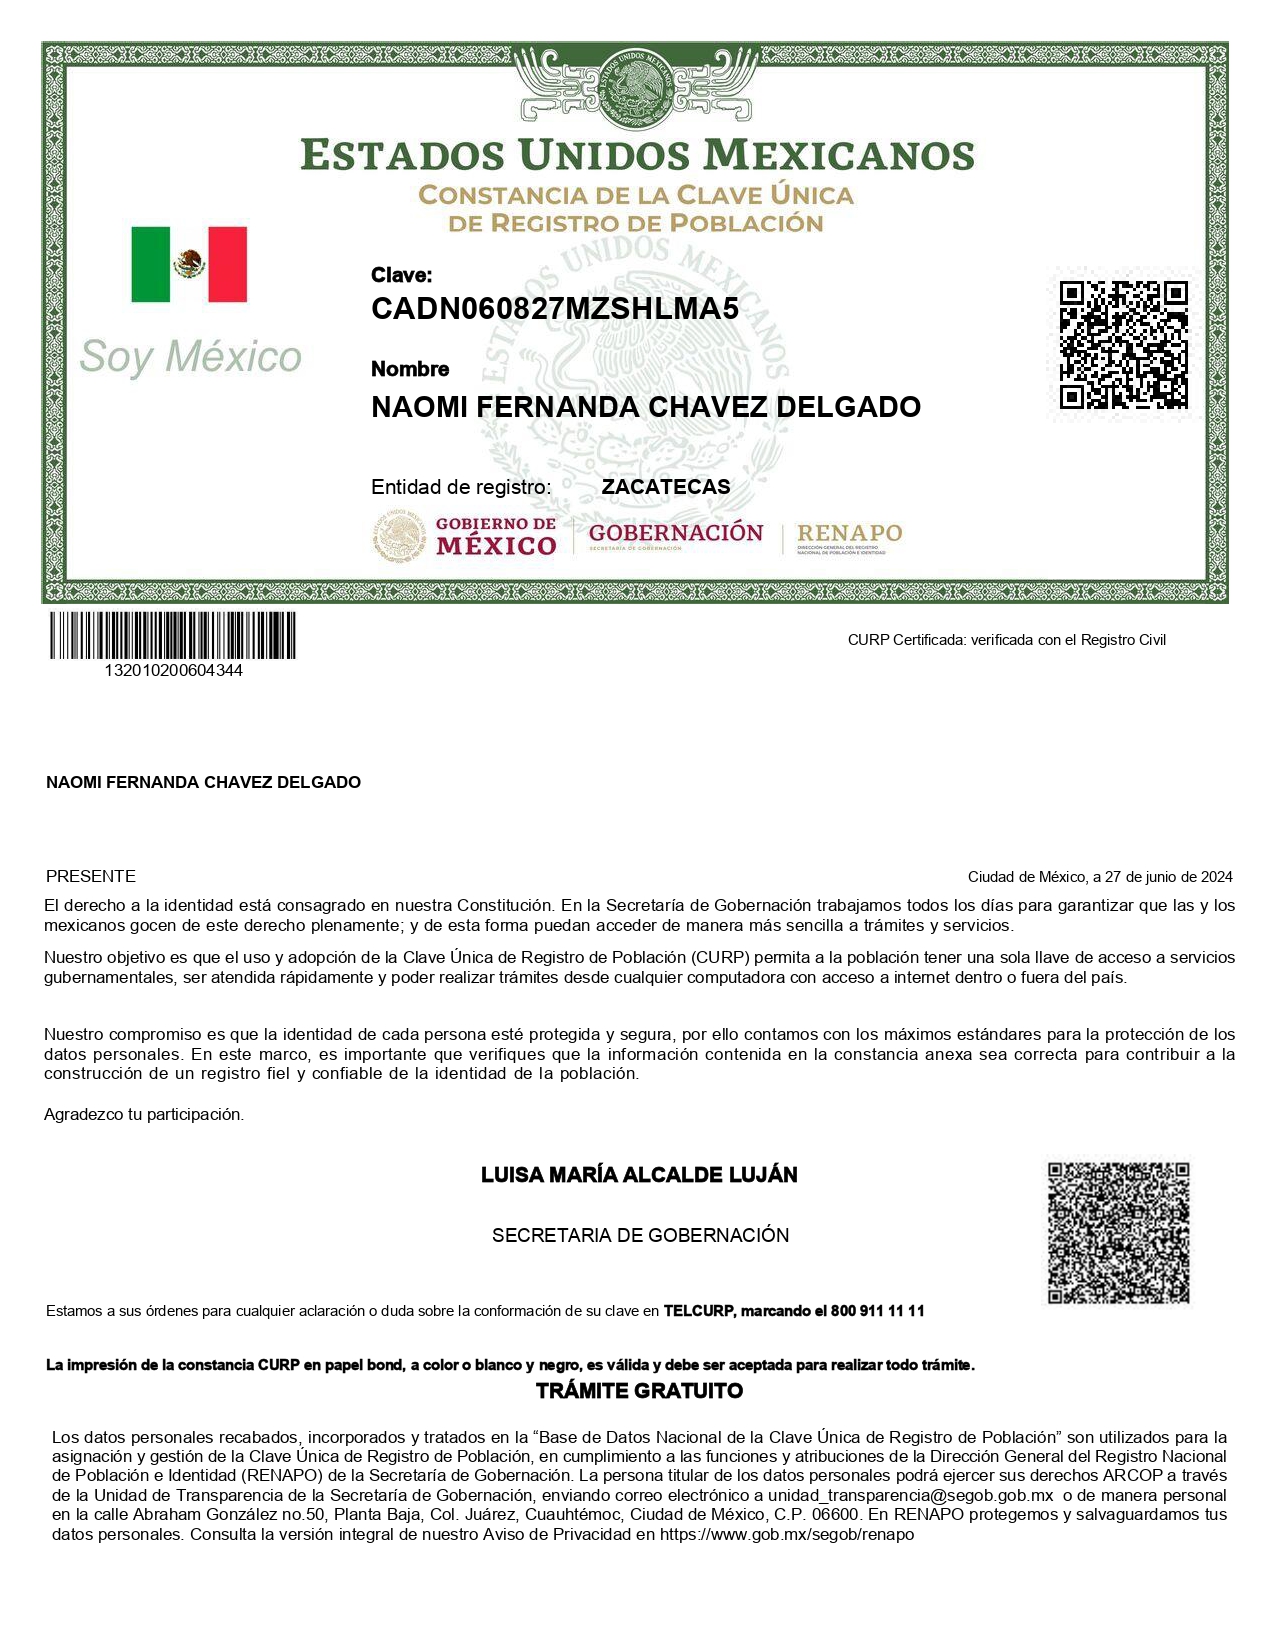 ESTADOS UNIDOS MEXICANOS
ESTADOS UNIDOS MEXICANOS
CONSTANCIA DE LA CLAVE ÚNICA
DE REGISTRO DE POBLACIÓN
ESTADOS UNIDOS MEXICANOS
Clave:
CADN060827MZSHLMA5
Soy México
Nombre
NAOMI FERNANDA CHAVEZ DELGADO
Entidad de registro: ZACATECAS
GOBIERNO DE
MÉXICO
GOBERNACIÓN
SECRETARÍA DE GOBERNACIÓN
RENAPO
DIRECCIÓN GENERAL DEL REGISTRO
NACIONAL DE POBLACIÓN E IDENTIDAD
132010200604344
CURP Certificada: verificada con el Registro Civil
NAOMI FERNANDA CHAVEZ DELGADO
PRESENTE
Ciudad de México, a 27 de junio de 2024
El derecho a la identidad está consagrado en nuestra Constitución. En la Secretaría de Gobernación trabajamos todos los días para garantizar que las y los
mexicanos gocen de este derecho plenamente; y de esta forma puedan acceder de manera más sencilla a trámites y servicios.
Nuestro objetivo es que el uso y adopción de la Clave Única de Registro de Población (CURP) permita a la población tener una sola llave de acceso a servicios
gubernamentales, ser atendida rápidamente y poder realizar trámites desde cualquier computadora con acceso a internet dentro o fuera del país.
Nuestro compromiso es que la identidad de cada persona esté protegida y segura, por ello contamos con los máximos estándares para la protección de los
datos personales. En este marco, es importante que verifiques que la información contenida en la constancia anexa sea correcta para contribuir a la
construcción de un registro fiel y confiable de la identidad de la población.
Agradezco tu participación.
LUISA MARÍA ALCALDE LUJÁN
SECRETARIA DE GOBERNACIÓN
Estamos a sus órdenes para cualquier aclaración o duda sobre la conformación de su clave en TELCURP, marcando el 800 911 11 11
La impresión de la constancia CURP en papel bond, a color o blanco y negro, es válida y debe ser aceptada para realizar todo trámite.
TRÁMITE GRATUITO
Los datos personales recabados, incorporados y tratados en la “Base de Datos Nacional de la Clave Única de Registro de Población” son utilizados para la
asignación y gestión de la Clave Única de Registro de Población, en cumplimiento a las funciones y atribuciones de la Dirección General del Registro Nacional
de Población e Identidad (RENAPO) de la Secretaría de Gobernación. La persona titular de los datos personales podrá ejercer sus derechos ARCOP a través
de la Unidad de Transparencia de la Secretaría de Gobernación, enviando correo electrónico a unidad_transparencia@segob.gob.mx o de manera personal
en la calle Abraham González no.50, Planta Baja, Col. Juárez, Cuauhtémoc, Ciudad de México, C.P. 06600. En RENAPO protegemos y salvaguardamos tus
datos personales. Consulta la versión integral de nuestro Aviso de Privacidad en https://www.gob.mx/segob/renapo